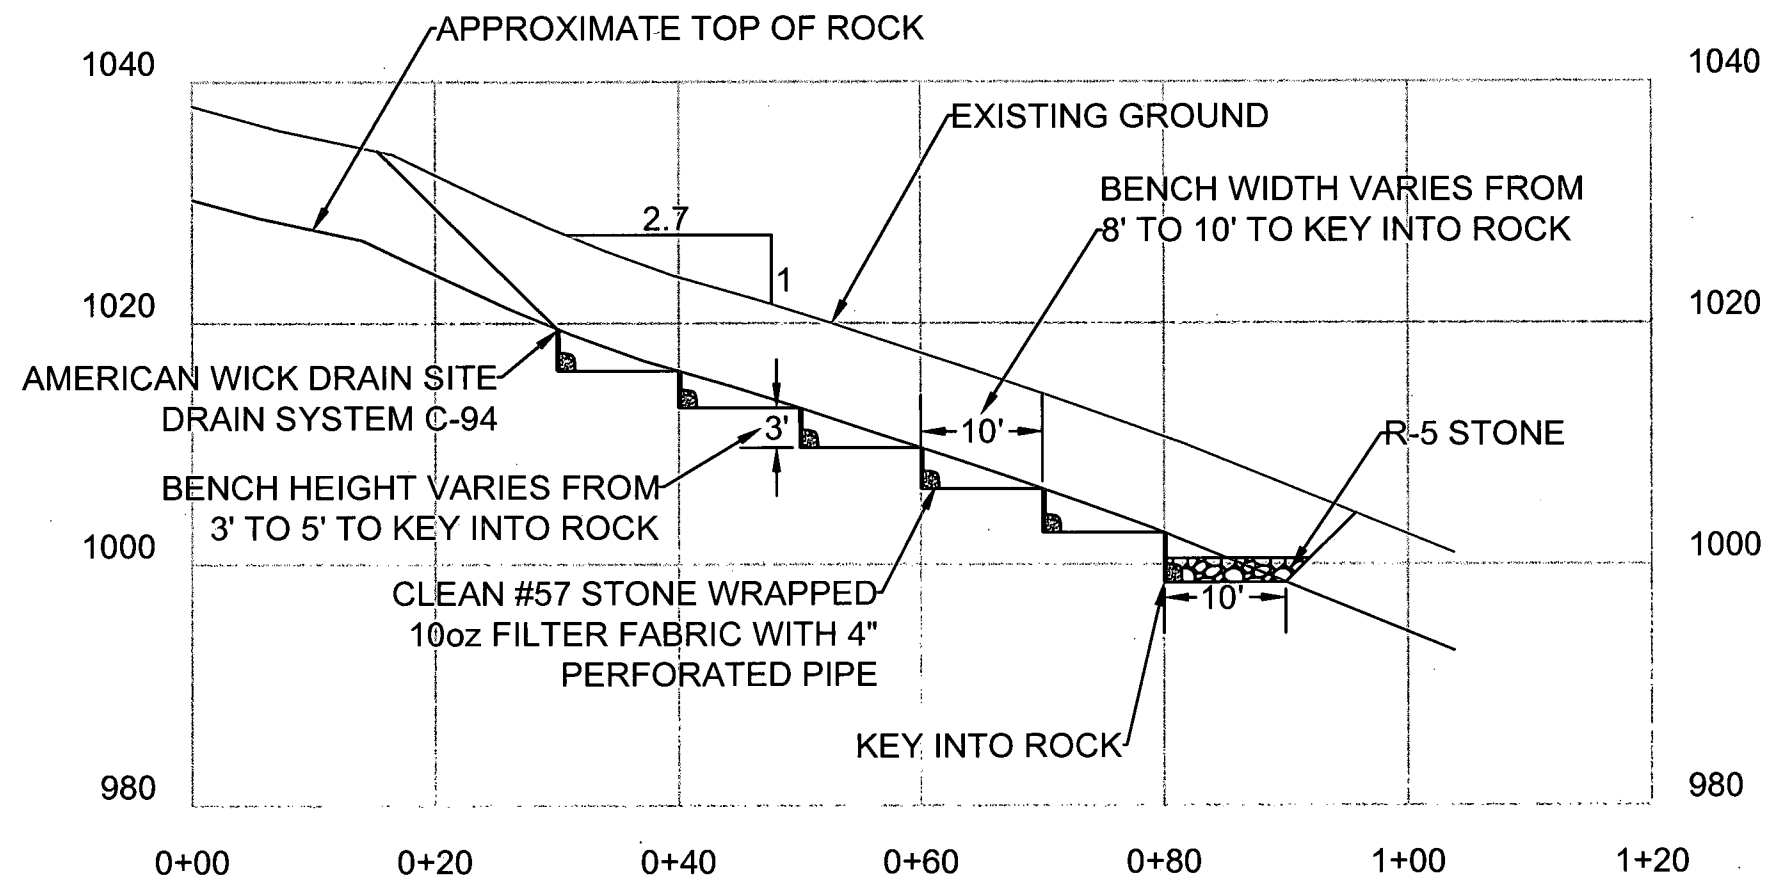 APPROXIMATE TOP OF ROCK
1040
1040
EXISTING GROUND
BENCH WIDTH VARIES FROM
8' TO 10' TO KEY INTO ROCK
2.7
1
1020
1020
AMERICAN WICK DRAIN SITE
DRAIN SYSTEM C-94
3'
10'
R-5 STONE
BENCH HEIGHT VARIES FROM
3' TO 5' TO KEY INTO ROCK
1000
1000
CLEAN #57 STONE WRAPPED
10oz FILTER FABRIC WITH 4"
PERFORATED PIPE
10'
KEY INTO ROCK
980
980
0+00 0+20 0+40 0+60 0+80 1+00 1+20